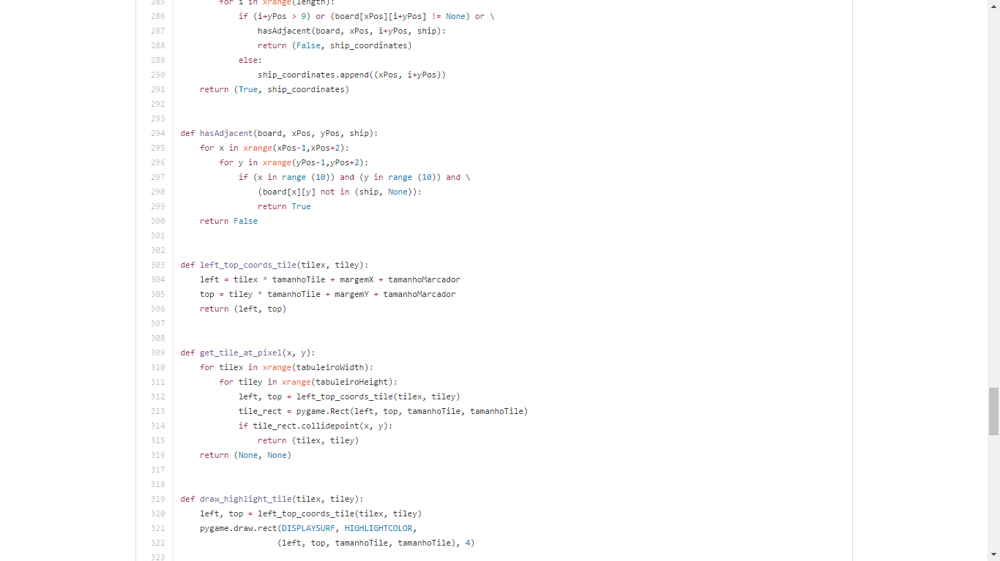 285 for i in xrange(length):
286 if (i+yPos > 9) or (board[xPos][i+yPos] != None) or \
287 hasAdjacent(board, xPos, i+yPos, ship):
288 return (False, ship_coordinates)
289 else:
290 ship_coordinates.append((xPos, i+yPos))
291 return (True, ship_coordinates)
292
293
294 def hasAdjacent(board, xPos, yPos, ship):
295 for x in xrange(xPos-1,xPos+2):
296 for y in xrange(yPos-1,yPos+2):
297 if (x in range (10)) and (y in range (10)) and \
298 (board[x][y] not in (ship, None)):
299 return True
300 return False
301
302
303 def left_top_coords_tile(tilex, tiley):
304 left = tilex * tamanhoTile + margemX + tamanhoMarcador
305 top = tiley * tamanhoTile + margemY + tamanhoMarcador
306 return (left, top)
307
308
309 def get_tile_at_pixel(x, y):
310 for tilex in xrange(tabuleiroWidth):
311 for tiley in xrange(tabuleiroHeight):
312 left, top = left_top_coords_tile(tilex, tiley)
313 tile_rect = pygame.Rect(left, top, tamanhoTile, tamanhoTile)
314 if tile_rect.collidepoint(x, y):
315 return (tilex, tiley)
316 return (None, None)
317
318
319 def draw_highlight_tile(tilex, tiley):
320 left, top = left_top_coords_tile(tilex, tiley)
321 pygame.draw.rect(DISPLAYSURF, HIGHLIGHTCOLOR,
322 (left, top, tamanhoTile, tamanhoTile), 4)
323